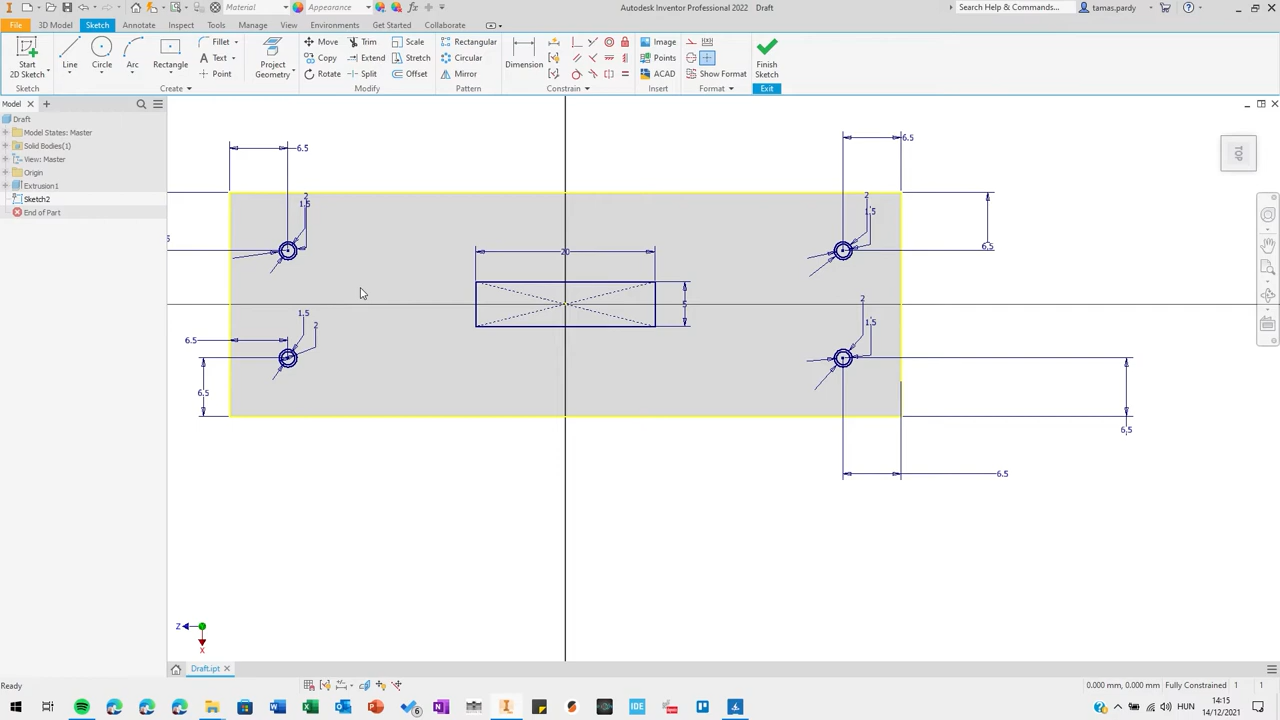 Material
Appearance
Autodesk Inventor Professional 2022 Draft
Search Help & Commands...
tamas.pardy
File
3D Model
Sketch
Annotate
Inspect
Tools
Manage
View
Environments
Get Started
Collaborate
Start
2D Sketch
Line
Circle
Arc
Rectangle
Fillet
Text
Point
Project
Geometry
Move
Copy
Rotate
Trim
Extend
Split
Scale
Stretch
Offset
Rectangular
Circular
Mirror
Dimension
Image
Points
ACAD
Show Format
Finish
Sketch
Sketch
Create
Modify
Pattern
Constrain
Insert
Format
Exit
Model
Draft
Model States: Master
Solid Bodies(1)
View: Master
Origin
Extrusion1
Sketch2
End of Part
TOP
6.5
6.5
2
1.5
2
1.5
20
6.5
5
1.5
2
2
1.5
6.5
6.5
6.5
6.5
Z
X
Draft.ipt
Ready
0.000 mm, 0.000 mm
Fully Constrained
1
1
IDE
6
HUN
14:15
14/12/2021